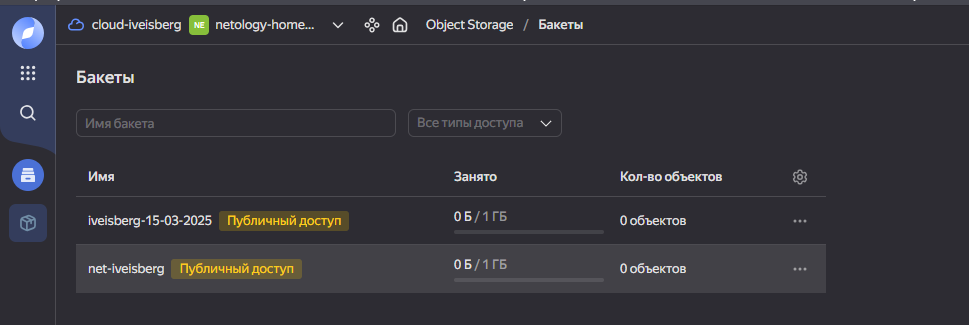 cloud-iveisberg NE netology-home... Object Storage / Бакеты
Бакеты
Имя бакета Все типы доступа
Имя Занято Кол-во объектов
iveisberg-15-03-2025 Публичный доступ 0 Б / 1 ГБ 0 объектов
net-iveisberg Публичный доступ 0 Б / 1 ГБ 0 объектов